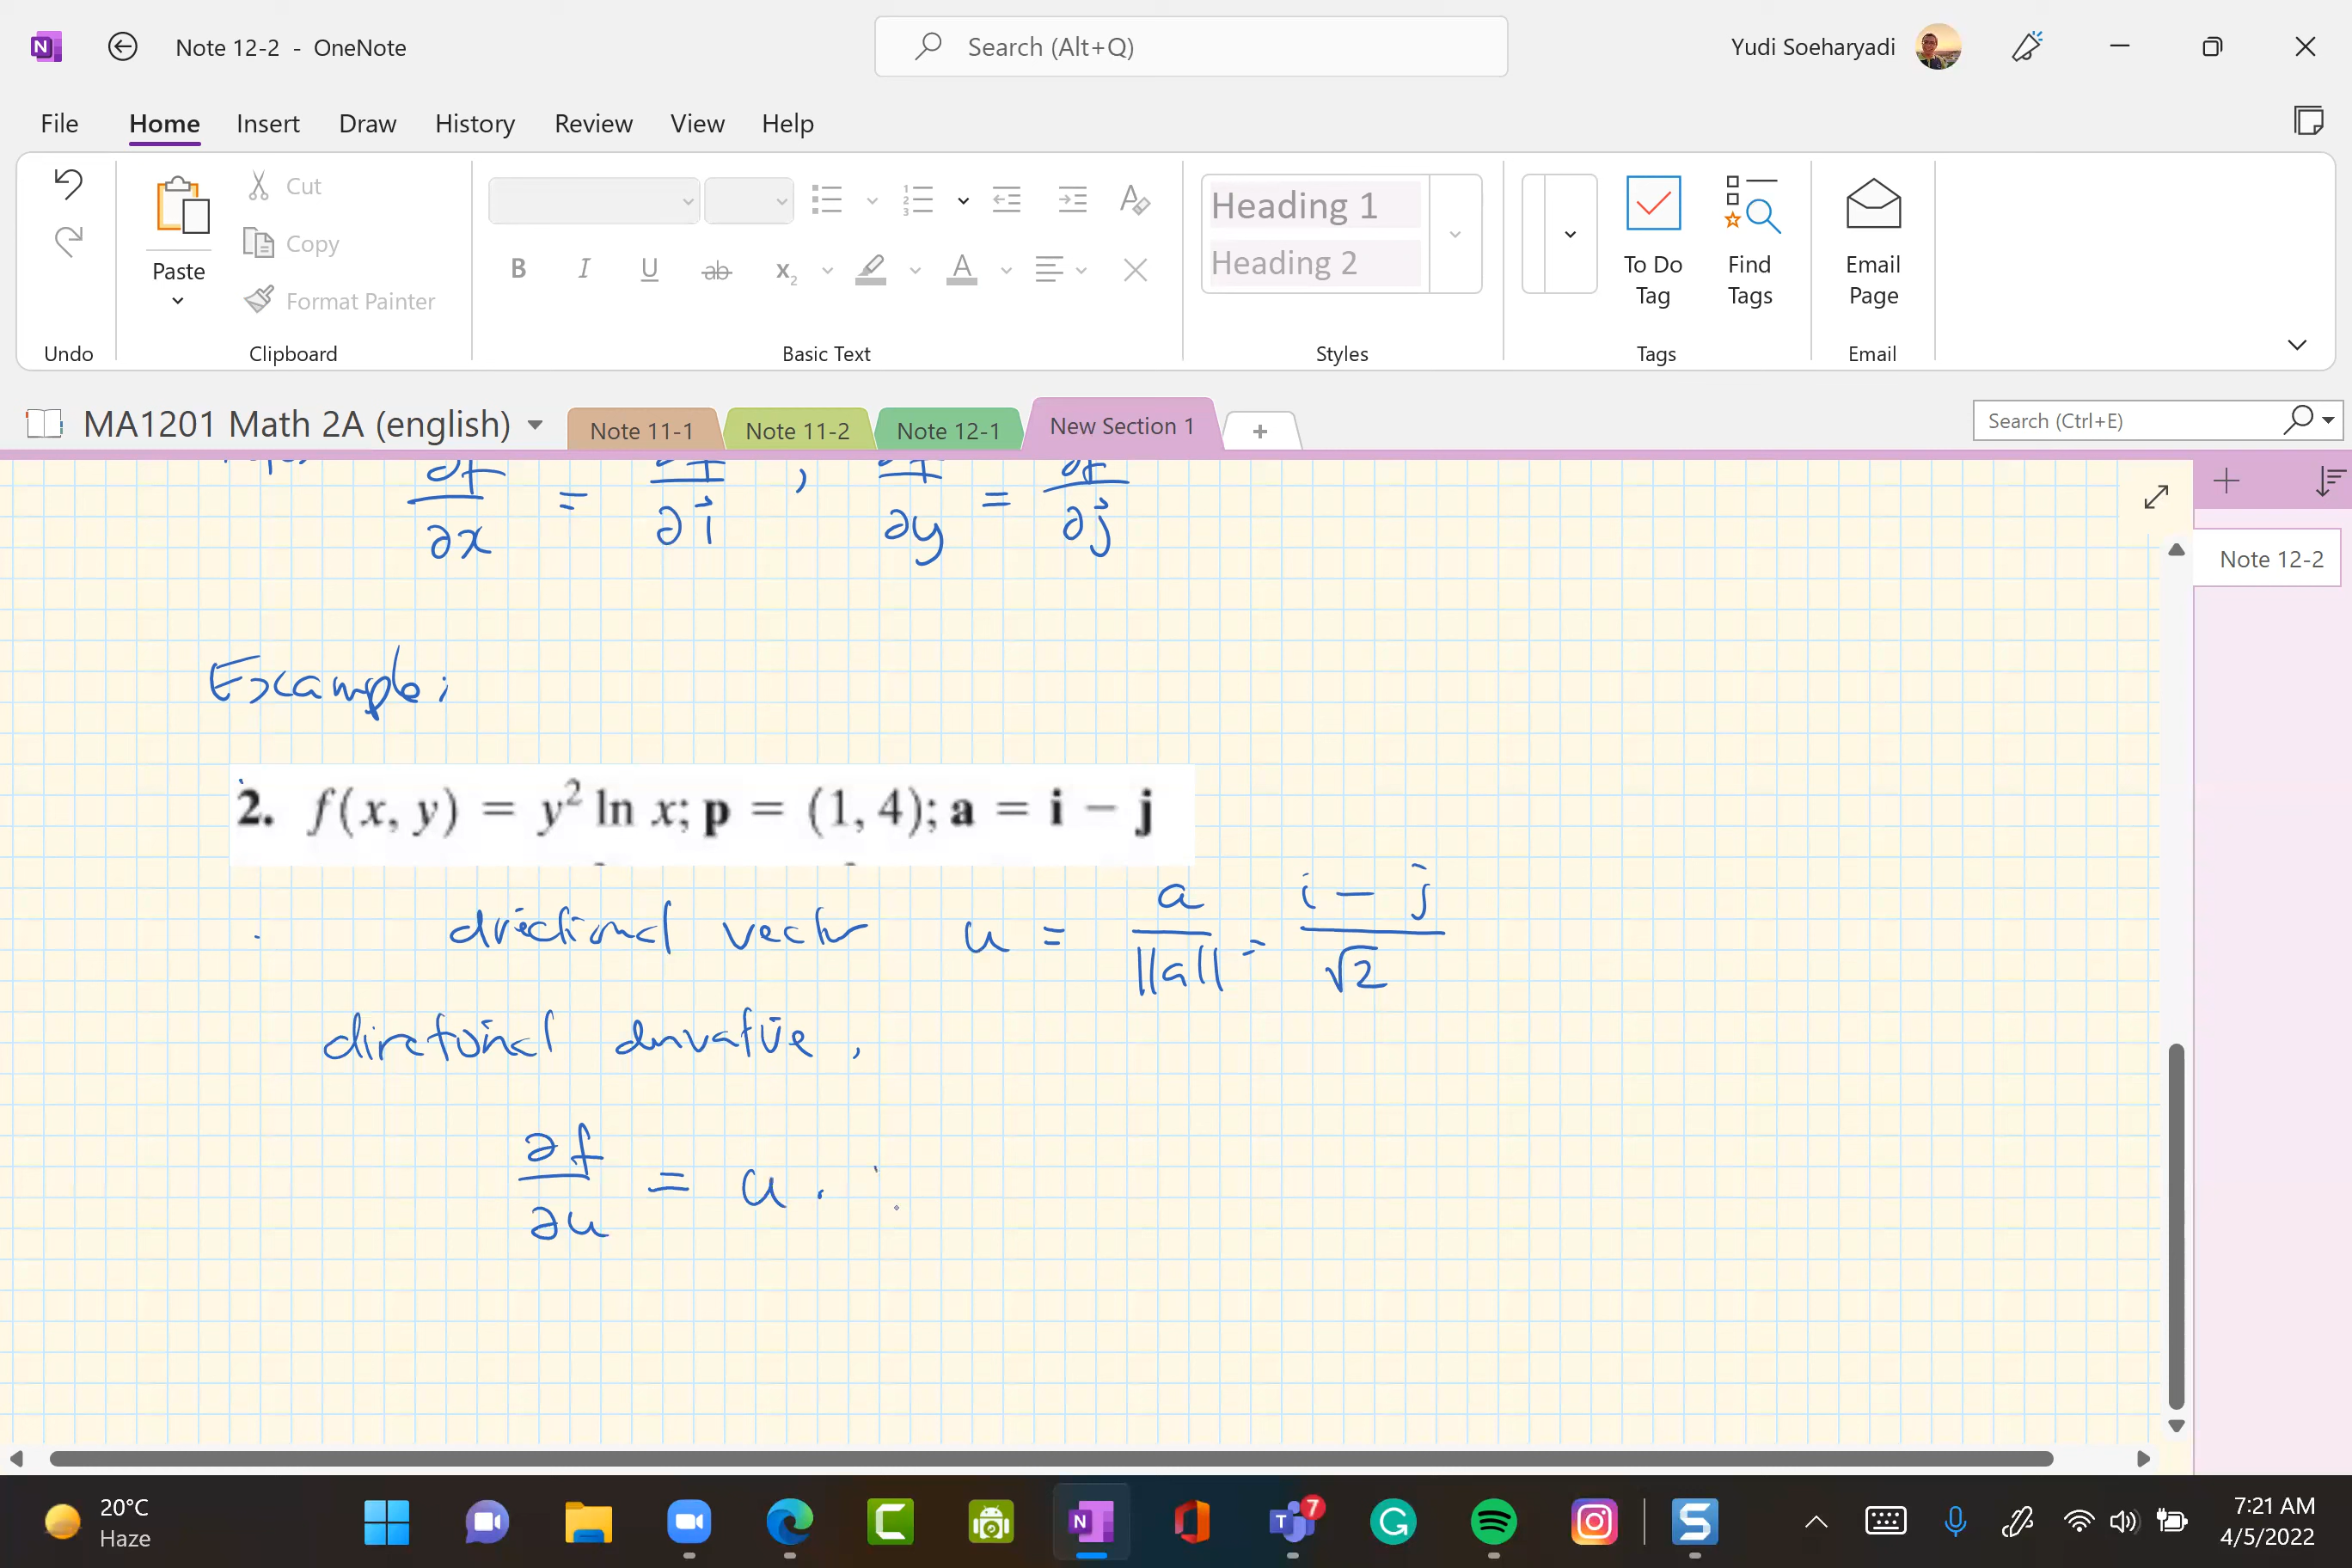 Note 12-2 - OneNote
Search (Alt+Q)
Yudi Soeharyadi
File Home Insert Draw History Review View Help
Paste
Cut
Copy
Format Painter
B I U ab x₂ A
Heading 1
Heading 2
To Do Tag
Find Tags
Email Page
Undo Clipboard Basic Text Styles Tags Email
MA1201 Math 2A (english) Note 11-1 Note 11-2 Note 12-1 New Section 1 +
Search (Ctrl+E)
Note 12-2
∂f/∂x = ∂f/∂i⃗ , ∂f/∂y = ∂f/∂j⃗
Example:
2. f(x, y) = y² ln x; p = (1, 4); a = i − j
directional vector u = a/||a|| = i − j/√2
directional derivative,
∂f/∂u = u .
20°C
Haze
7
7:21 AM
4/5/2022